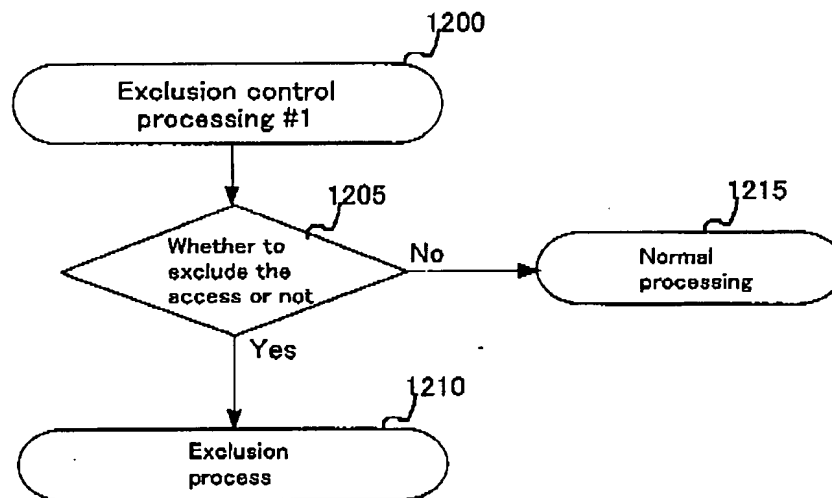 1200
Exclusion control
processing #1
1205
Whether to
exclude the
access or not
No
1215
Normal
processing
Yes
1210
Exclusion
process